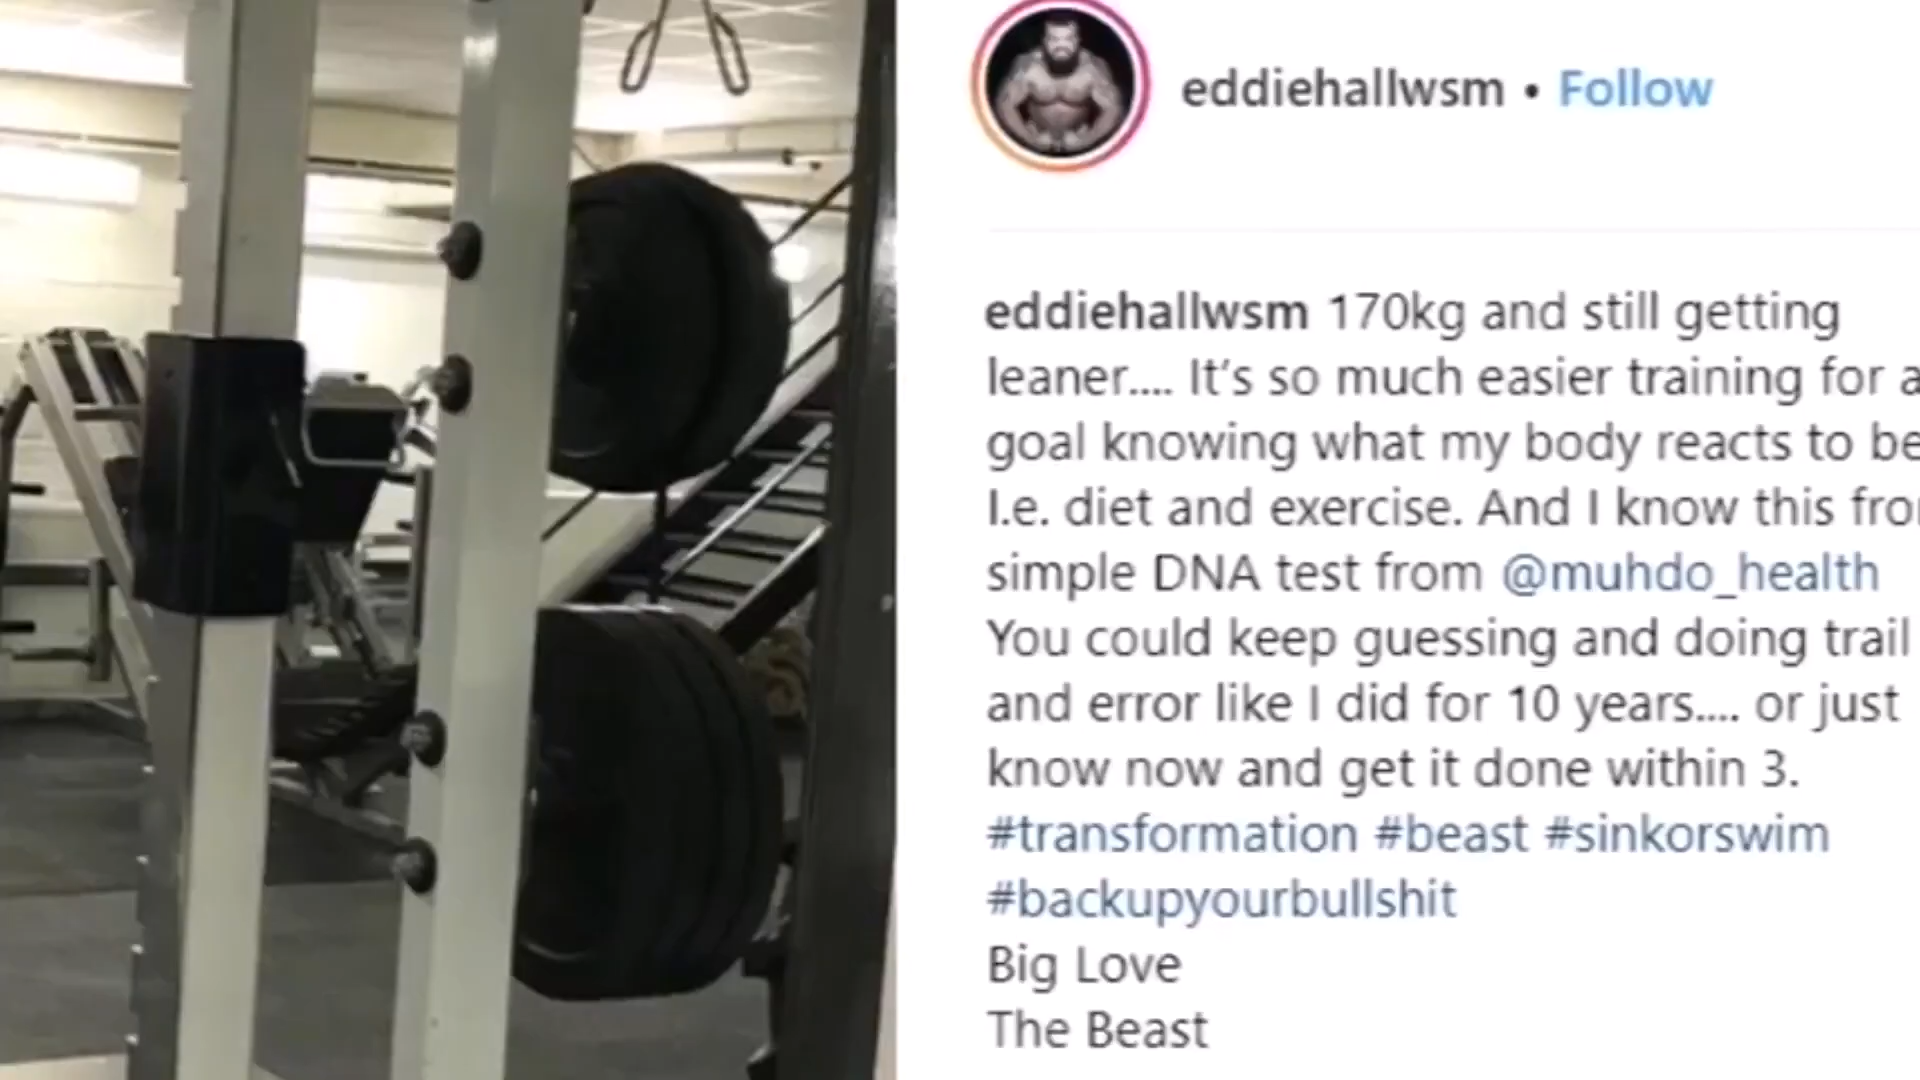 eddiehallwsm • Follow
eddiehallwsm 170kg and still getting
leaner.... It's so much easier training for a
goal knowing what my body reacts to be
I.e. diet and exercise. And I know this
simple DNA test from @muhdo_health
You could keep guessing and doing trail
and error like I did for 10 years.... or just
know now and get it done within 3.
#transformation #beast #sinkorswim
#backupyourbullshit
Big Love
The Beast